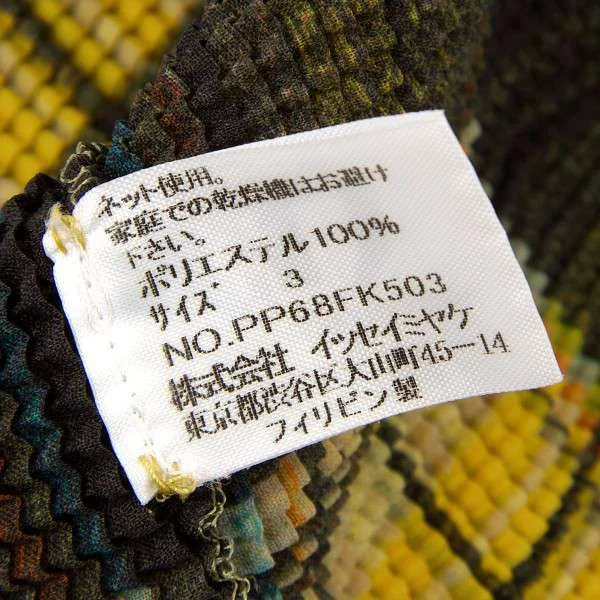 ネット使用。
家庭での乾燥機はお避け
下さい。
ポリエステル100%
サイズ 3
NO.PP68FK503
株式会社 イッセイミヤケ
東京都渋谷区大山町45-14
フィリピン製